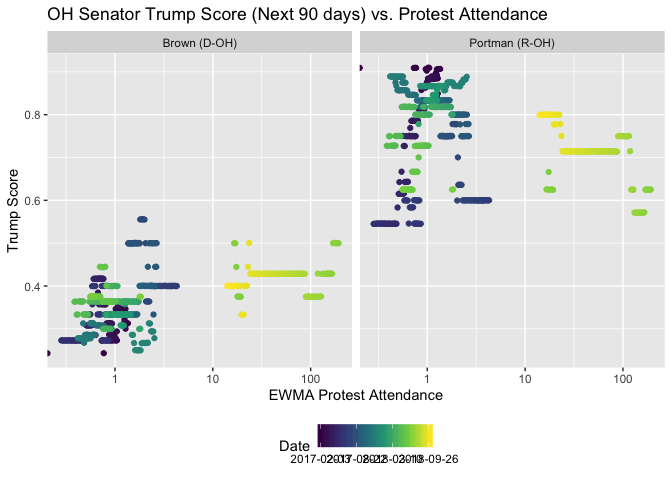 OH Senator Trump Score (Next 90 days) vs. Protest Attendance
Brown (D-OH) Portman (R-OH)
Trump Score
0.8
0.6
0.4
1 10 100 1 10 100
EWMA Protest Attendance
Date
2017-02-03 2018-09-26